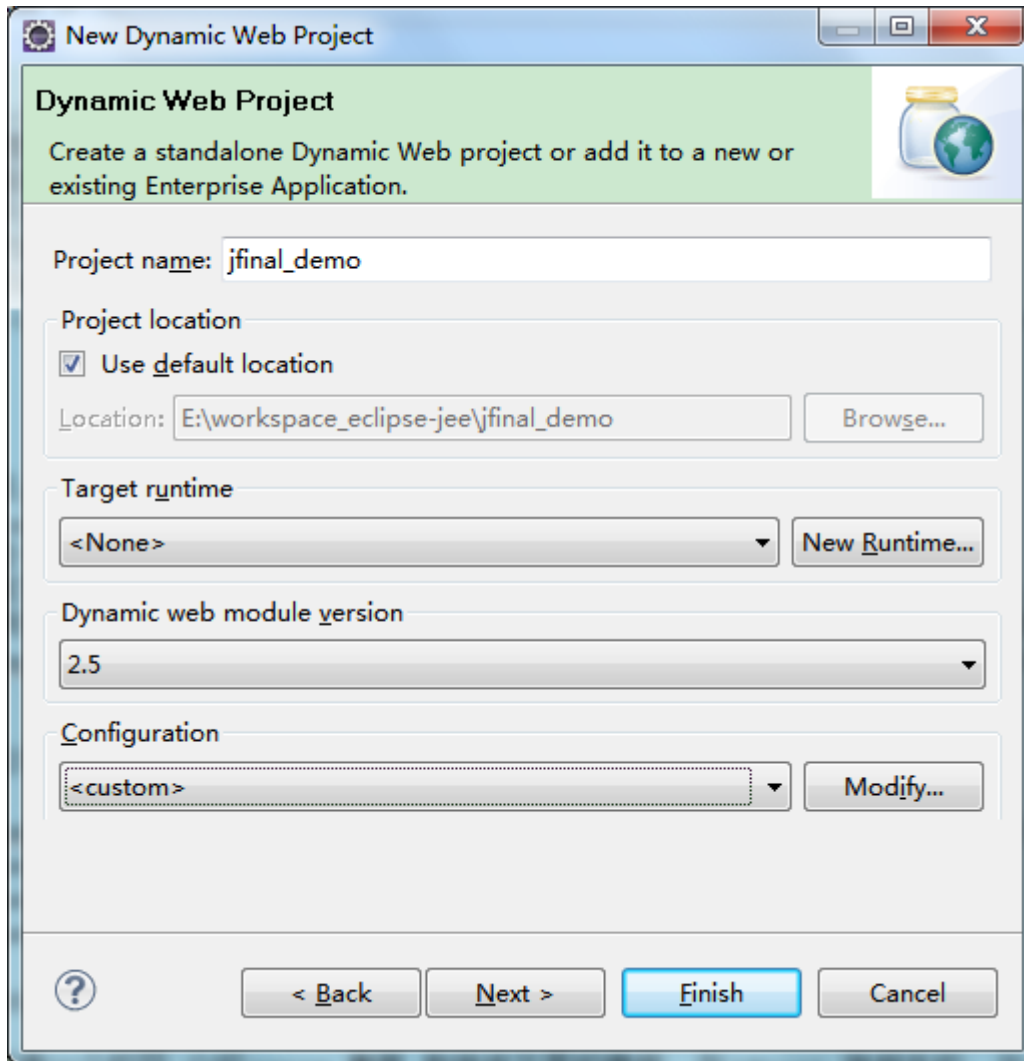 New Dynamic Web Project
Dynamic Web Project
Create a standalone Dynamic Web project or add it to a new or
existing Enterprise Application.
Project name: jfinal_demo
Project location
Use default location
Location: E:\workspace_eclipse-jee\jfinal_demo Browse...
Target runtime
<None> New Runtime...
Dynamic web module version
2.5
Configuration
<custom> Modify...
? < Back Next > Finish Cancel